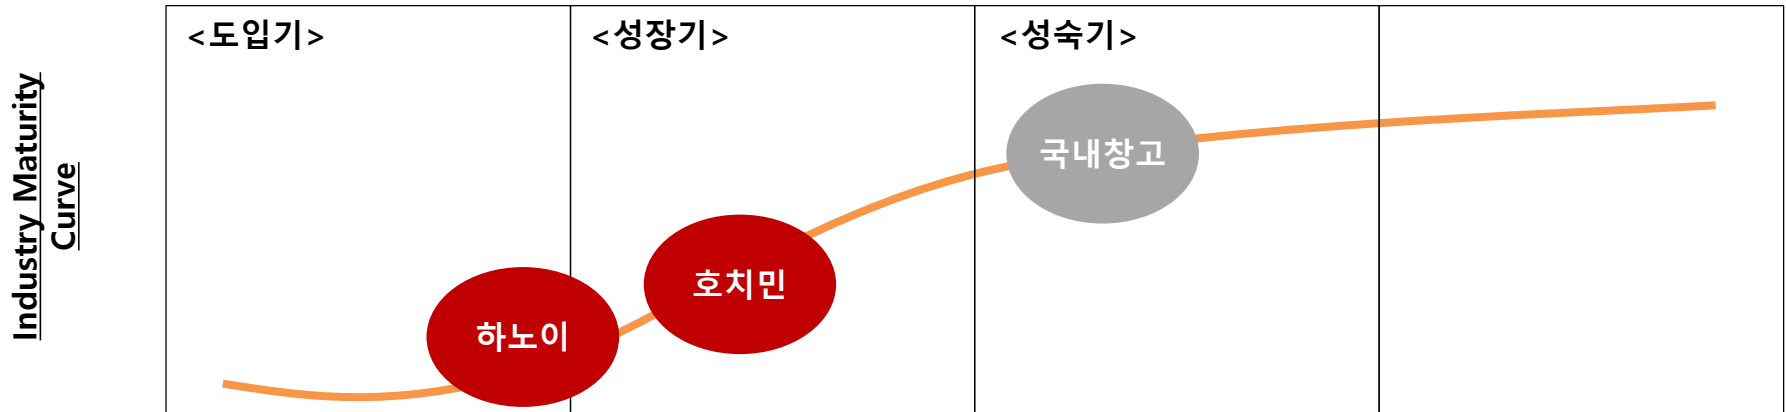 <도입기>
<성장기>
<성숙기>
Industry Maturity
Curve
국내창고
호치민
하노이